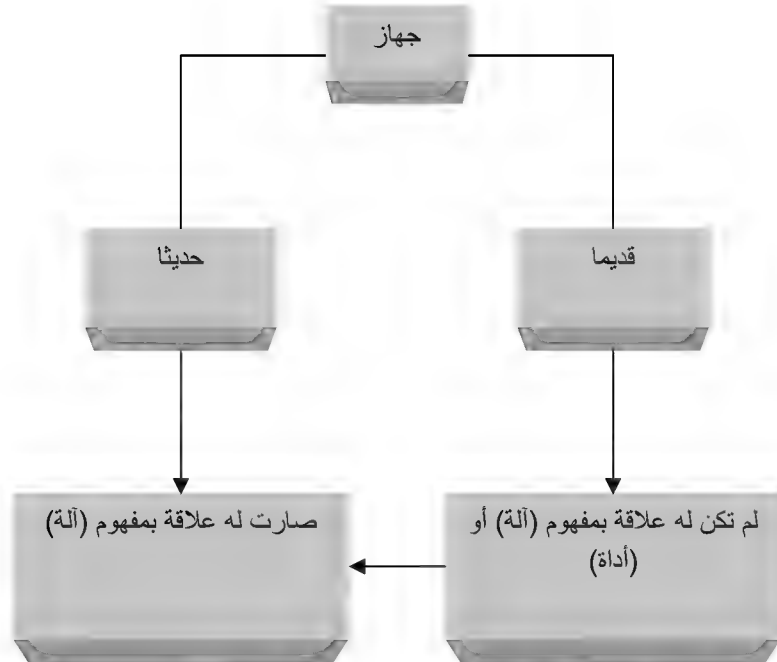 جهاز
قديما
حديثا
لم تكن له علاقة بمفهوم (آلة) أو
(أداة)
صارت له علاقة بمفهوم (آلة)